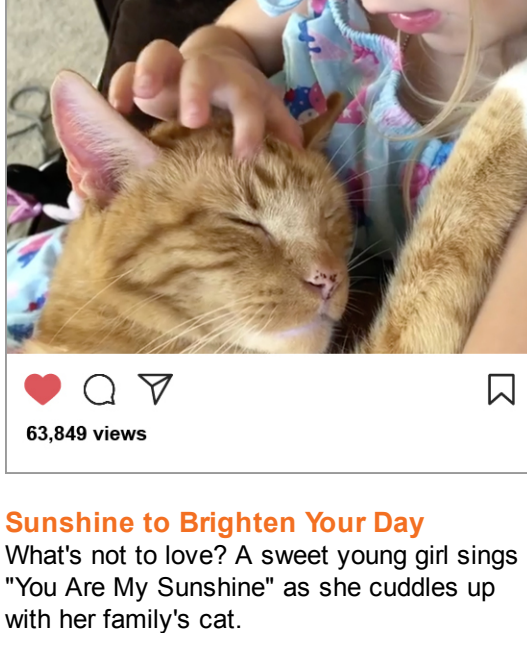 63,849 views
Sunshine to Brighten Your Day
What's not to love? A sweet young girl sings
"You Are My Sunshine" as she cuddles up
with her family's cat.